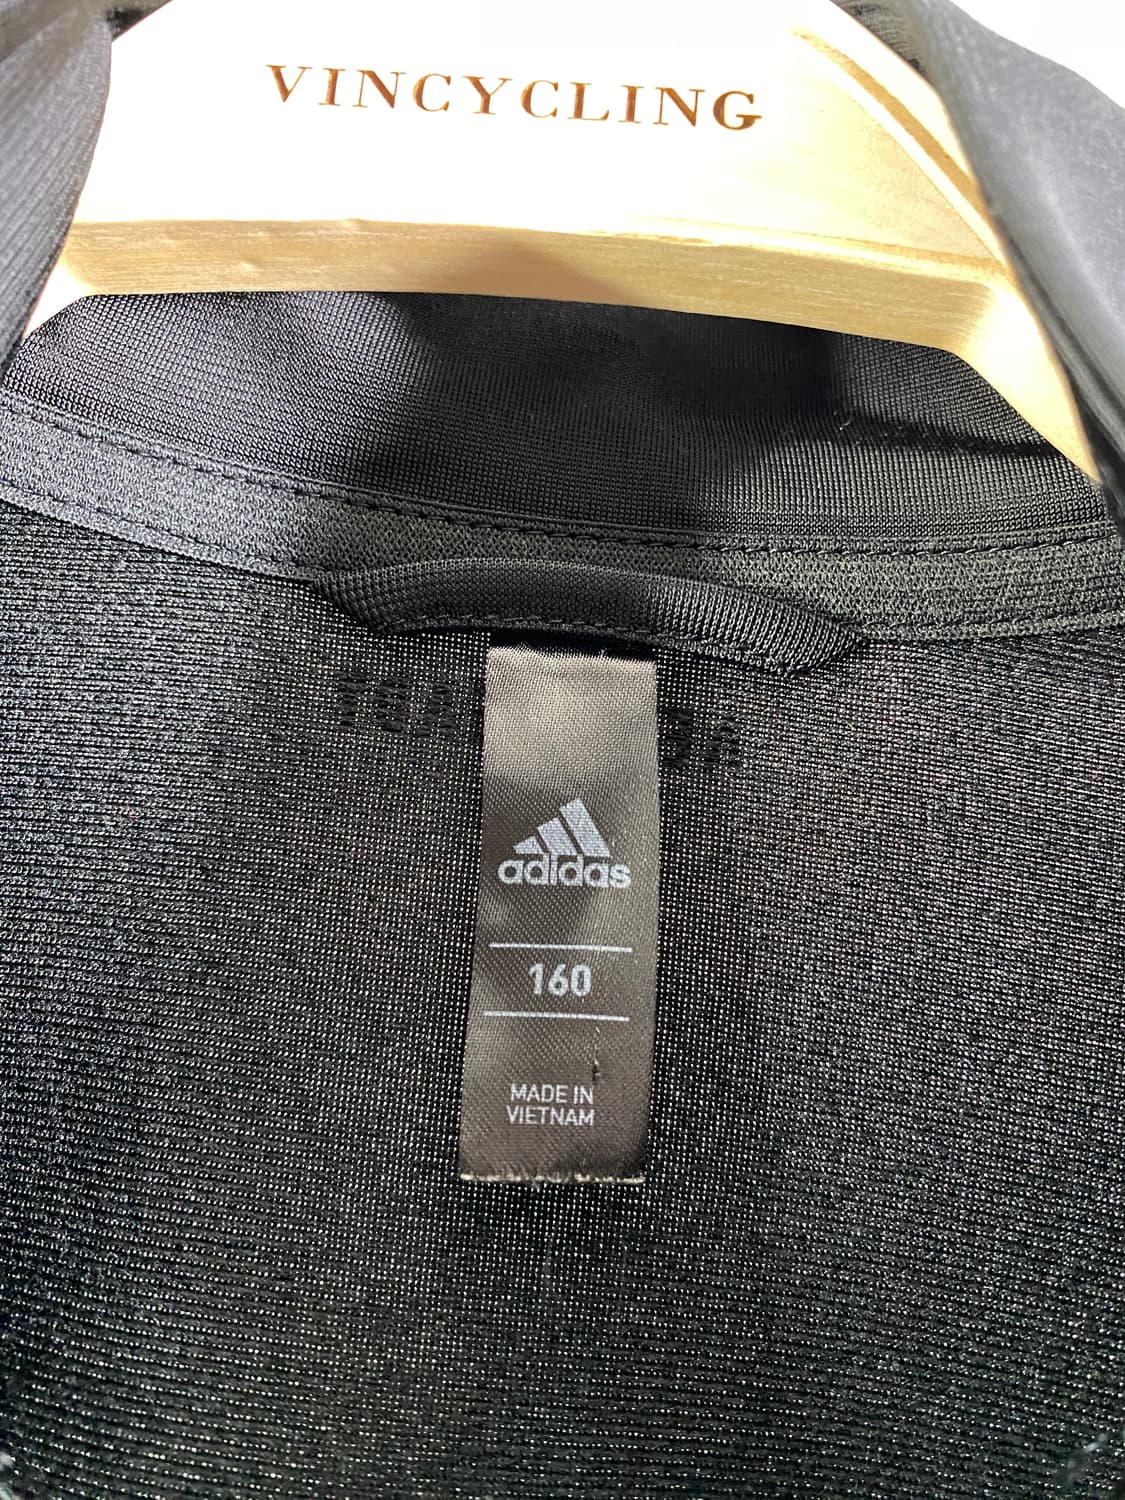 VINCYCLING
adidas
160
MADE IN
VIETNAM